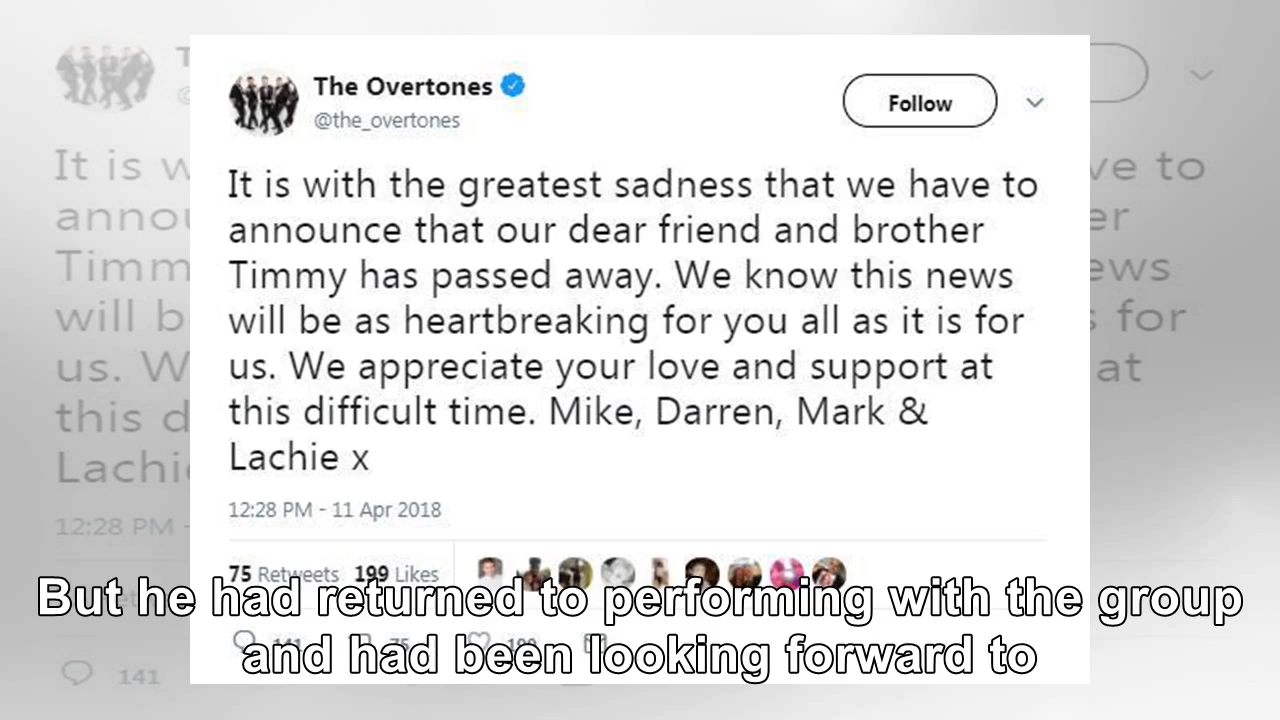 The Overtones
@the_overtones
Follow
It is with the greatest sadness that we have to
announce that our dear friend and brother
Timmy has passed away. We know this news
will be as heartbreaking for you all as it is for
us. We appreciate your love and support at
this difficult time. Mike, Darren, Mark &
Lachie x
12:28 PM - 11 Apr 2018
75 Retweets 199 Likes
But he had returned to performing with the group
and had been looking forward to
141